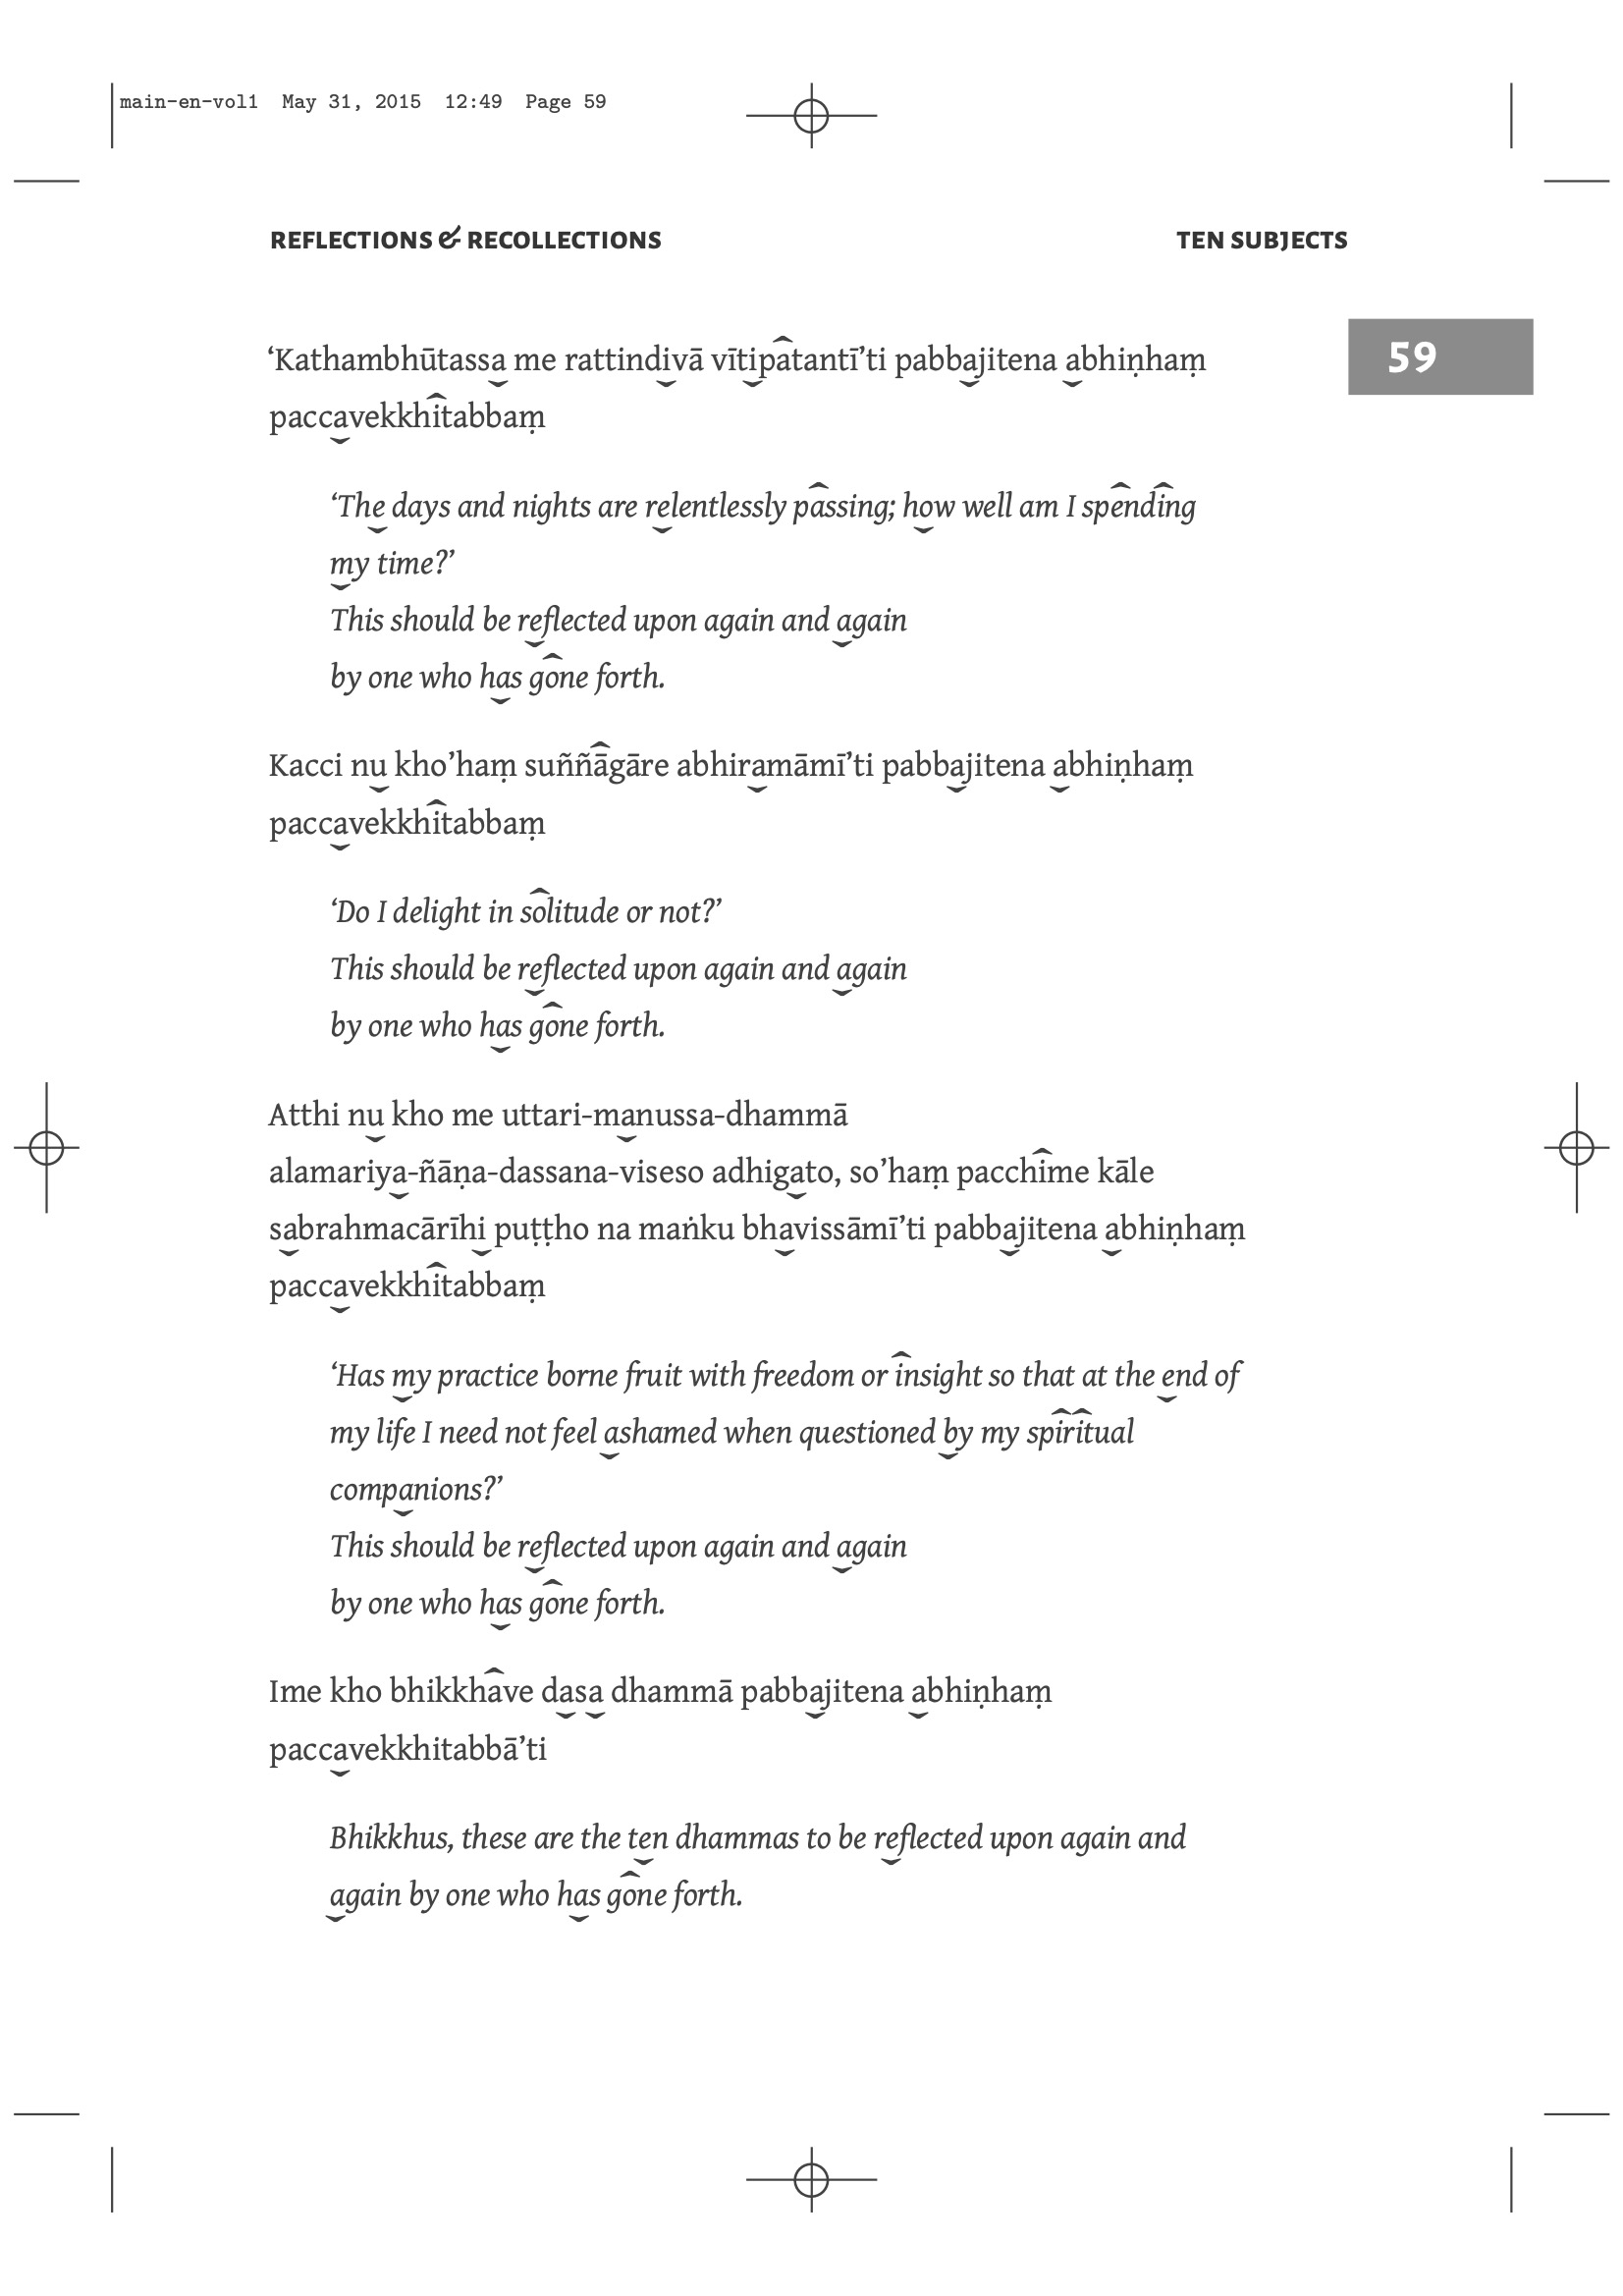 main-en-vol1 May 31, 2015 12:49 Page 59
REFLECTIONS & RECOLLECTIONS TEN SUBJECTS
59
‘Kathambhūtassa me rattindivā vītipatantī’ti pabbajitena abhiṇhaṃ
paccavekkhitabbaṃ
‘The days and nights are relentlessly passing; how well am I spending
my time?’
This should be reflected upon again and again
by one who has gone forth.
Kacci nu kho’haṃ suññāgāre abhiramāmī’ti pabbajitena abhiṇhaṃ
paccavekkhitabbaṃ
‘Do I delight in solitude or not?’
This should be reflected upon again and again
by one who has gone forth.
Atthi nu kho me uttari-manussa-dhammā
alamariya-ñāṇa-dassana-viseso adhigato, so’haṃ pacchime kāle
sabrahmacārīhi puṭṭho na maṅku bhavissāmī’ti pabbajitena abhiṇhaṃ
paccavekkhitabbaṃ
‘Has my practice borne fruit with freedom or insight so that at the end of
my life I need not feel ashamed when questioned by my spiritual
companions?’
This should be reflected upon again and again
by one who has gone forth.
Ime kho bhikkhave dasa dhammā pabbajitena abhiṇhaṃ
paccavekkhitabbā’ti
Bhikkhus, these are the ten dhammas to be reflected upon again and
again by one who has gone forth.